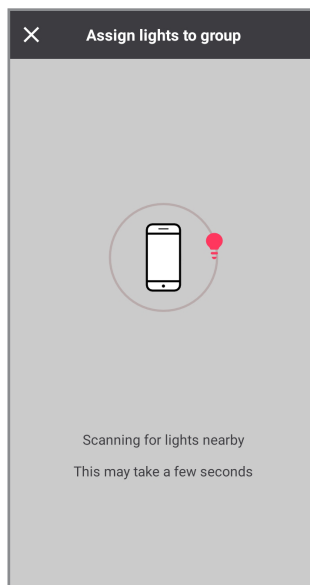 Assign lights to group
Scanning for lights nearby
This may take a few seconds